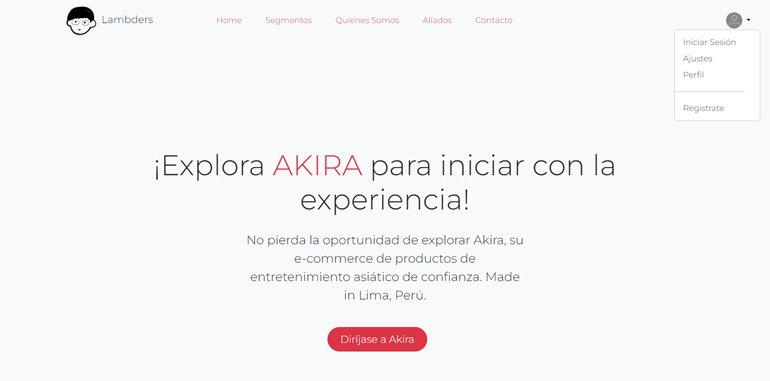 Lambders
Home Segmentos Quienes Somos Aliados Contacto
Iniciar Sesión
Ajustes
Perfil
Registrate
¡Explora AKIRA para iniciar con la
experiencia!
No pierda la oportunidad de explorar Akira, su
e-commerce de productos de
entretenimiento asiático de confianza. Made
in Lima, Perú.
Diríjase a Akira